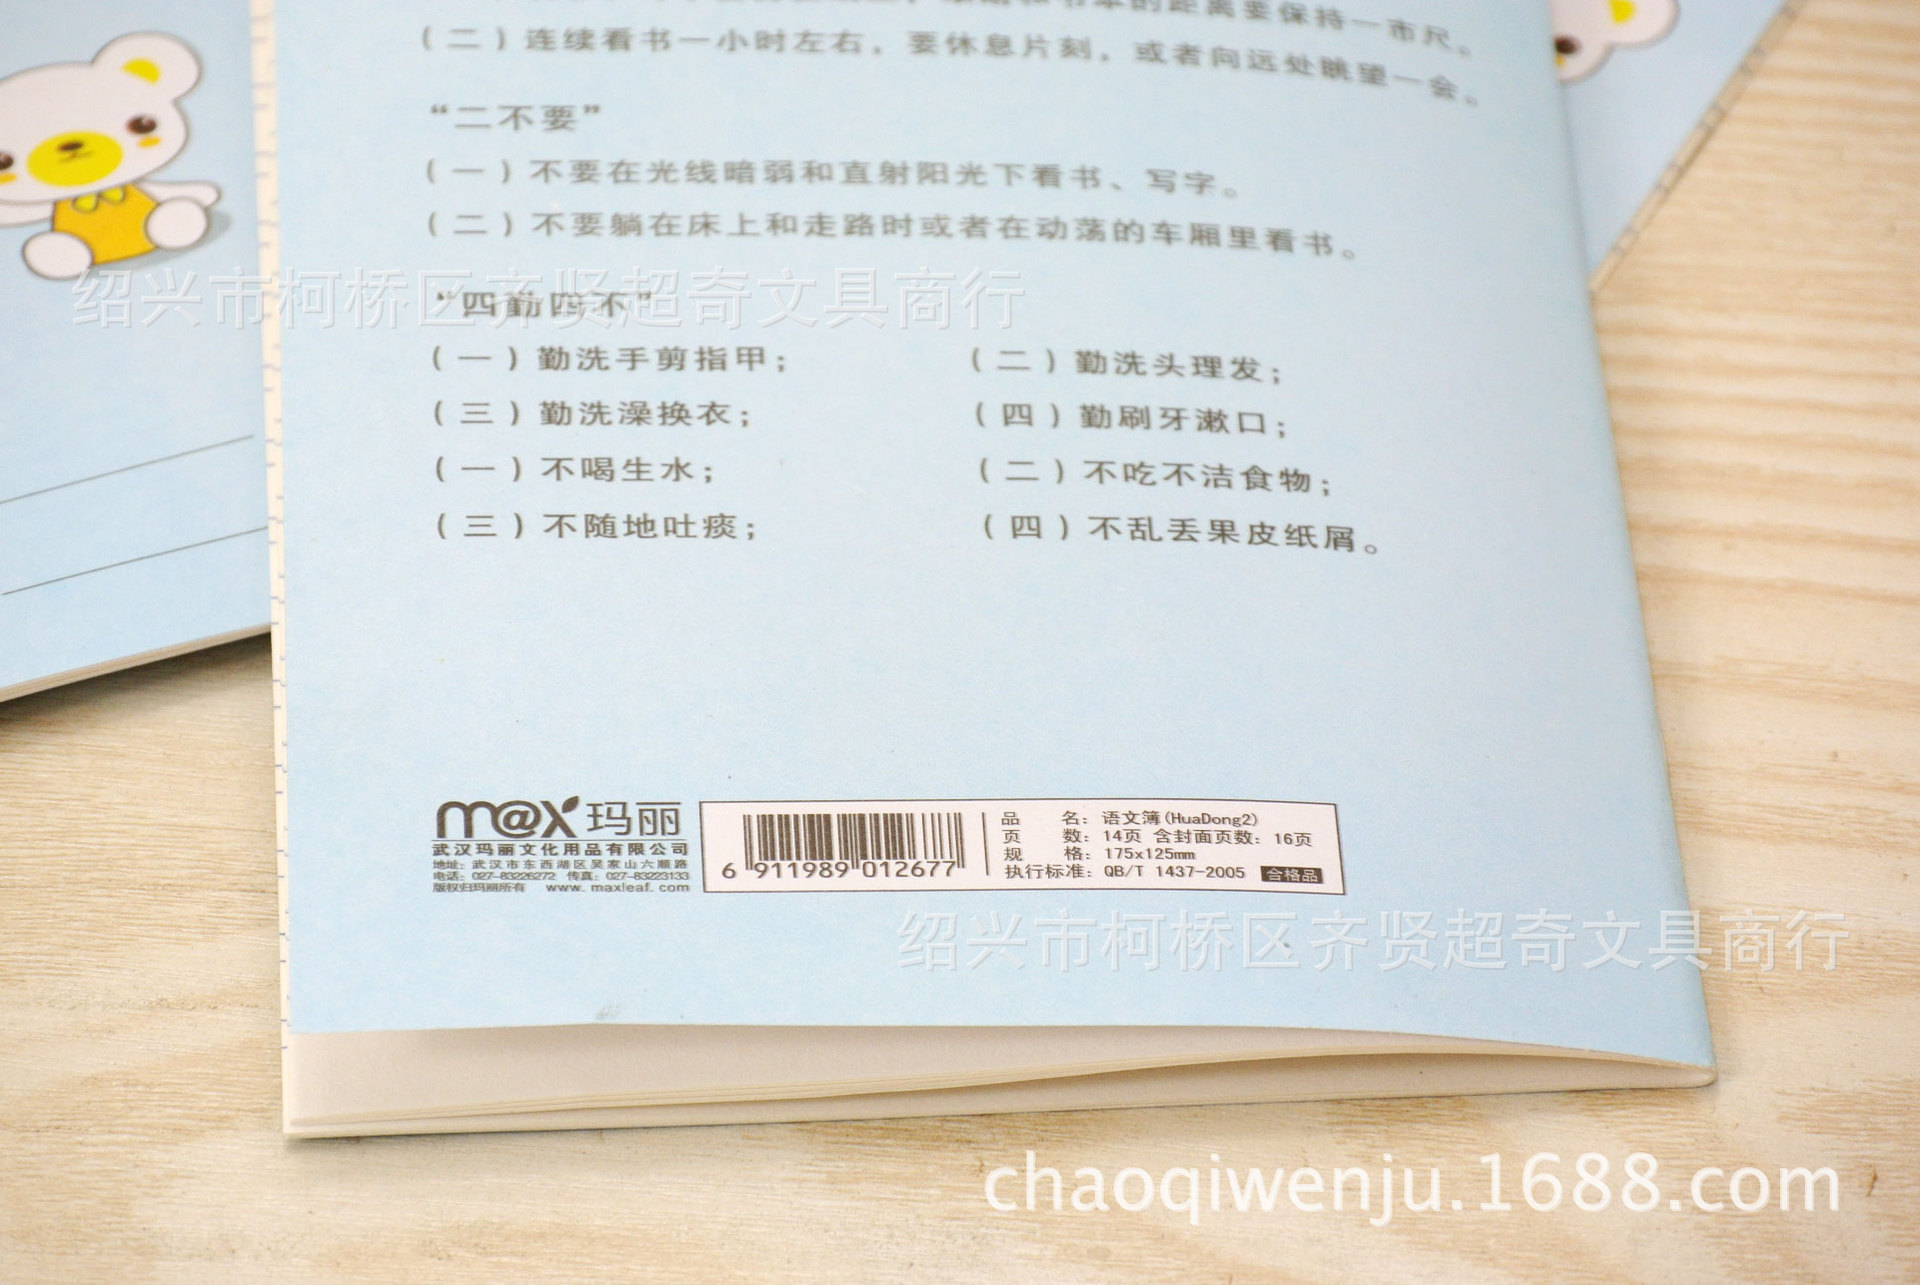 的距离要保持一市尺。
（二）连续看书一小时左右，要休息片刻，或者向远处眺望一会。
“二不要”
（一）不要在光线暗弱和直射阳光下看书、写字。
（二）不要躺在床上和走路时或者在动荡的车厢里看书。
绍兴市柯桥区齐贤超奇文具商行
“四勤四不”
（一）勤洗手剪指甲；
（二）勤洗头理发；
（三）勤洗澡换衣；
（四）勤刷牙漱口；
（一）不喝生水；
（二）不吃不洁食物；
（三）不随地吐痰；
（四）不乱丢果皮纸屑。
m@x玛丽
武汉玛丽文化用品有限公司
地址：武汉市东西湖区吴家山六顺路
电话：027-83226272 传真：027-83223133
版权归玛丽所有 www.maxleaf.com
6 911989 012677
品 名：语文簿(HuaDong2)
页 数：14页 含封面页数：16页
规 格：175x125mm
执行标准：QB/T 1437-2005 合格品
绍兴市柯桥区齐贤超奇文具商行
chaoqiwenju.1688.com